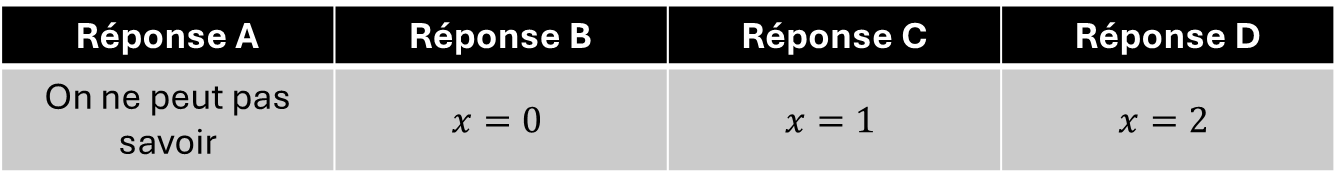 Réponse A
Réponse B
Réponse C
Réponse D
On ne peut pas
savoir
x = 0
x = 1
x = 2